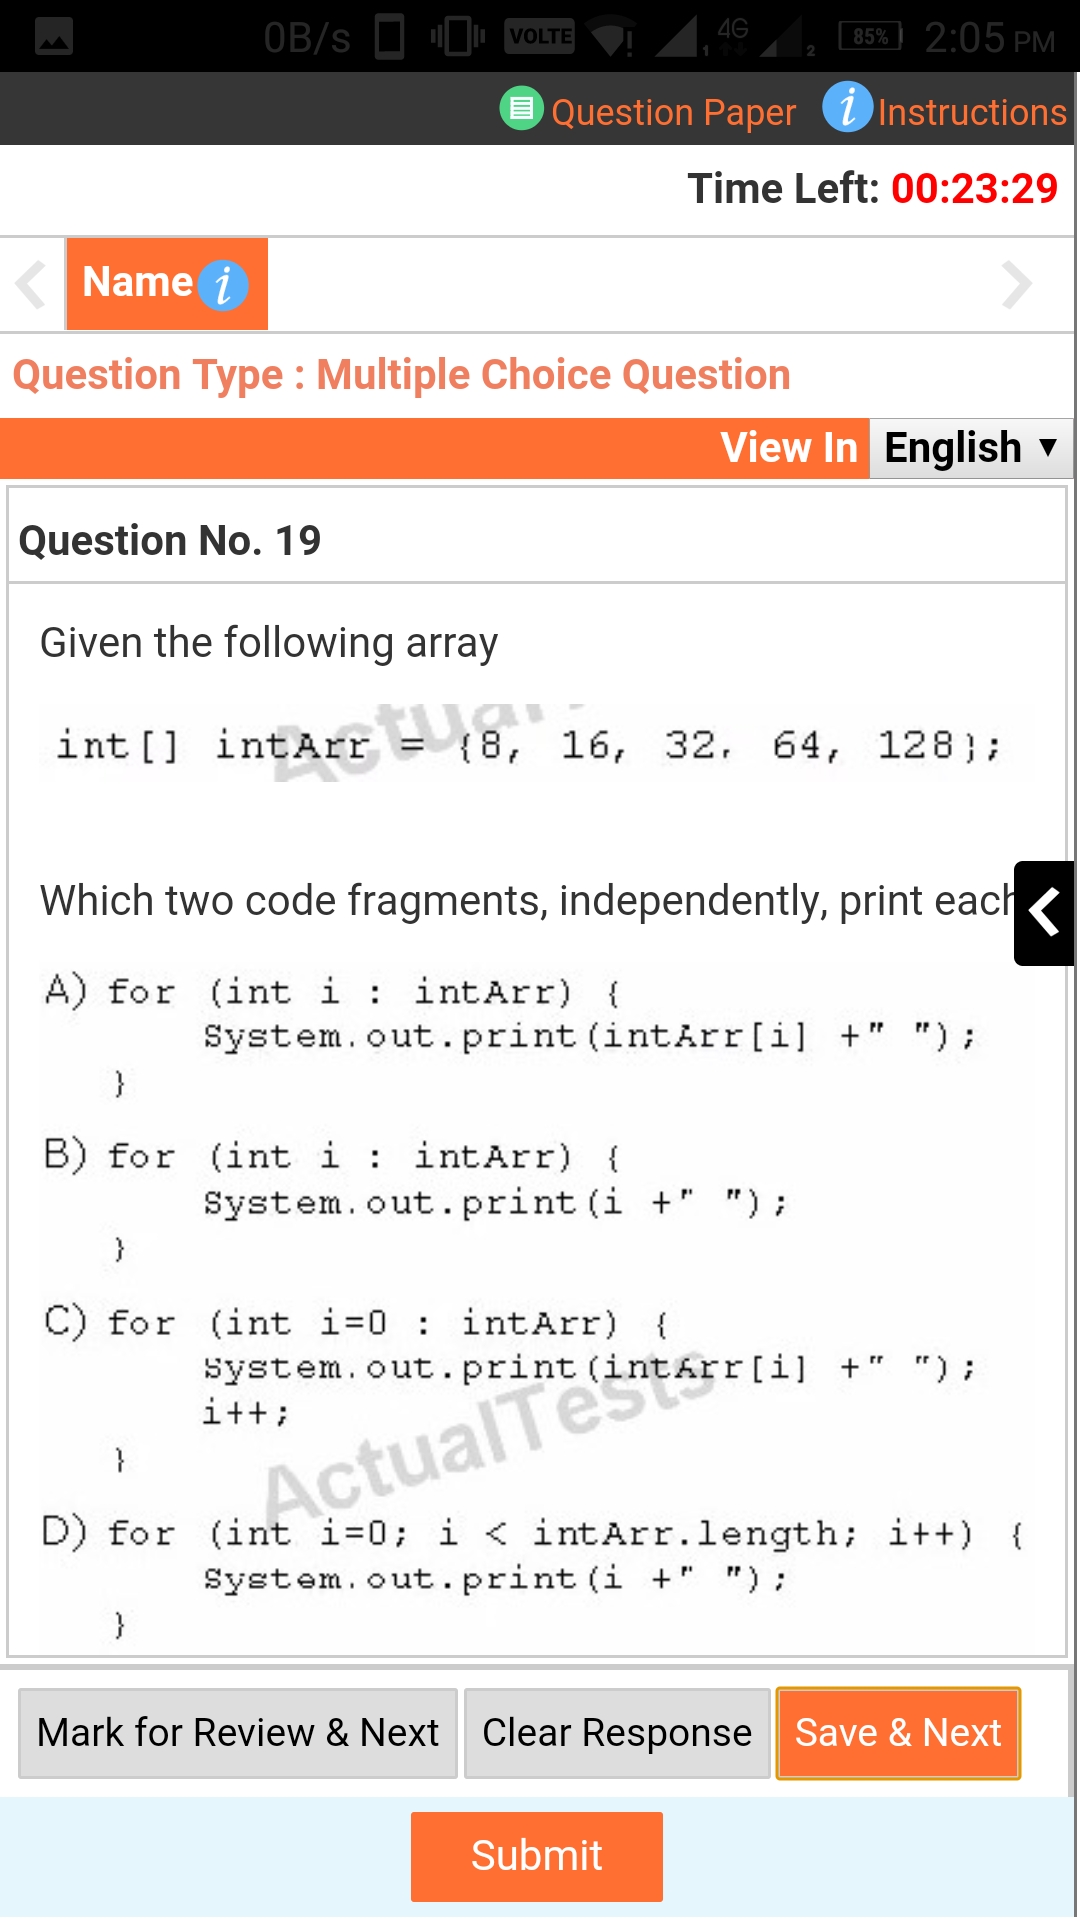 0B/s VOLTE 1 4G 2 85% 2:05 PM
Question Paper i Instructions
Time Left: 00:23:29
Name i
Question Type : Multiple Choice Question
View In English ▼
Question No. 19
Given the following array
int[] intArr = {8, 16, 32, 64, 128};
Which two code fragments, independently, print each
A) for (int i : intArr) {
System.out.print(intArr[i] +" ");
}
B) for (int i : intArr) {
System.out.print(i +" ");
}
C) for (int i=0 : intArr) {
System.out.print(intArr[i] +" ");
i++;
}
ActualTests
D) for (int i=0; i < intArr.length; i++) {
System.out.print(i +" ");
}
Mark for Review & Next Clear Response Save & Next
Submit